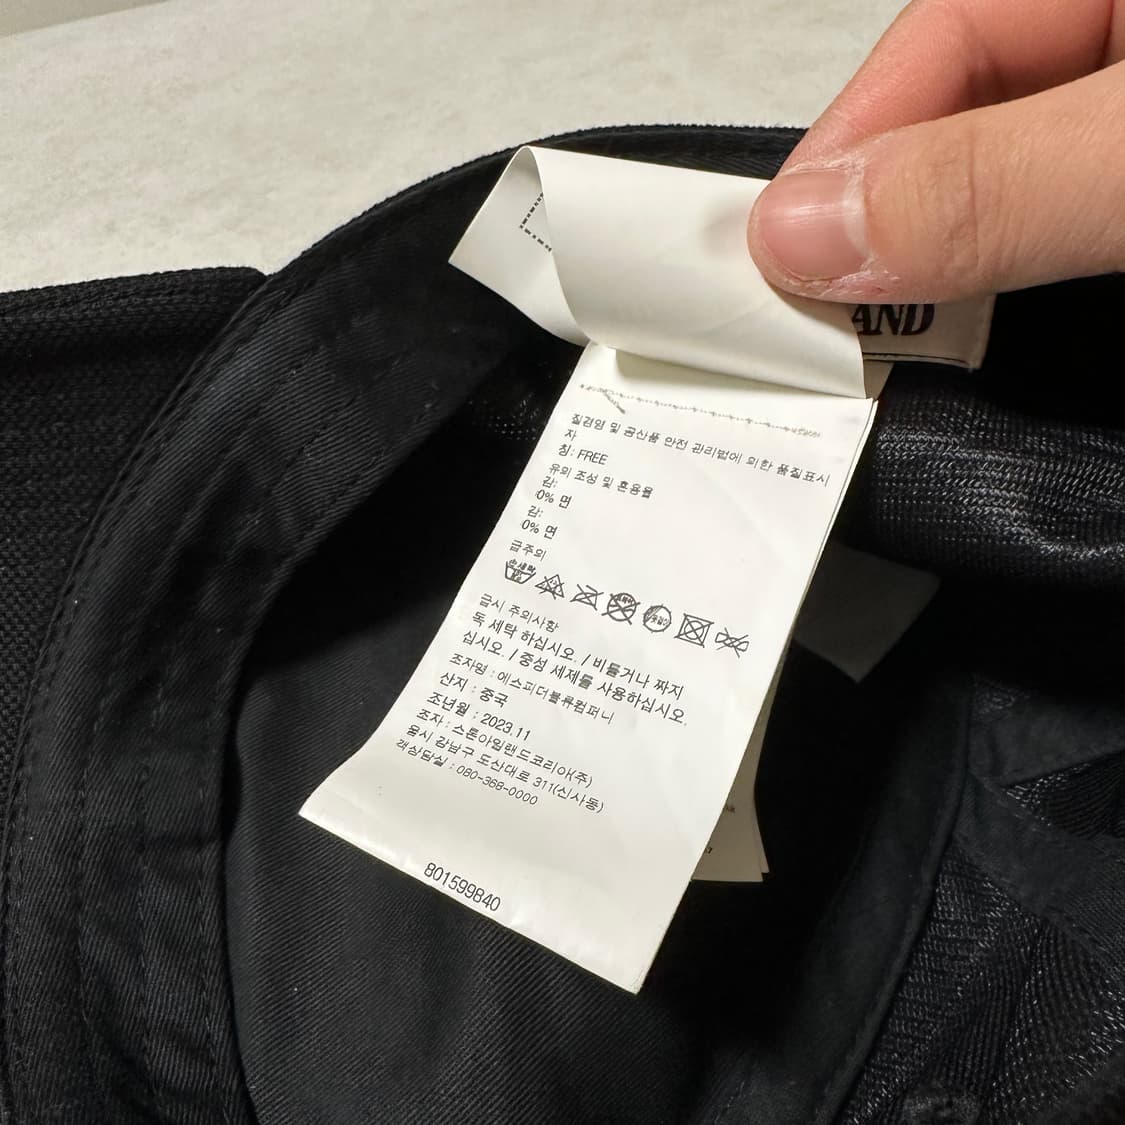 AND
질경영 및 공산품 안전 관리법에 의한 품질표시
자
칭: FREE
유의 조성 및 혼용율
감:
0% 면
감:
0% 면
급주의
손세탁
급시 주의사항
독 세탁 하십시오. / 비틀거나 짜지
십시오. / 중성 세제를 사용하십시오.
조자명 : 에스피더블류컴퍼니
산지 : 중국
조년월 : 2023.11
조자 : 스톤아일랜드코리아(주)
울시 강남구 도산대로 311(신사동)
객상담실 : 080-368-0000
801599B40